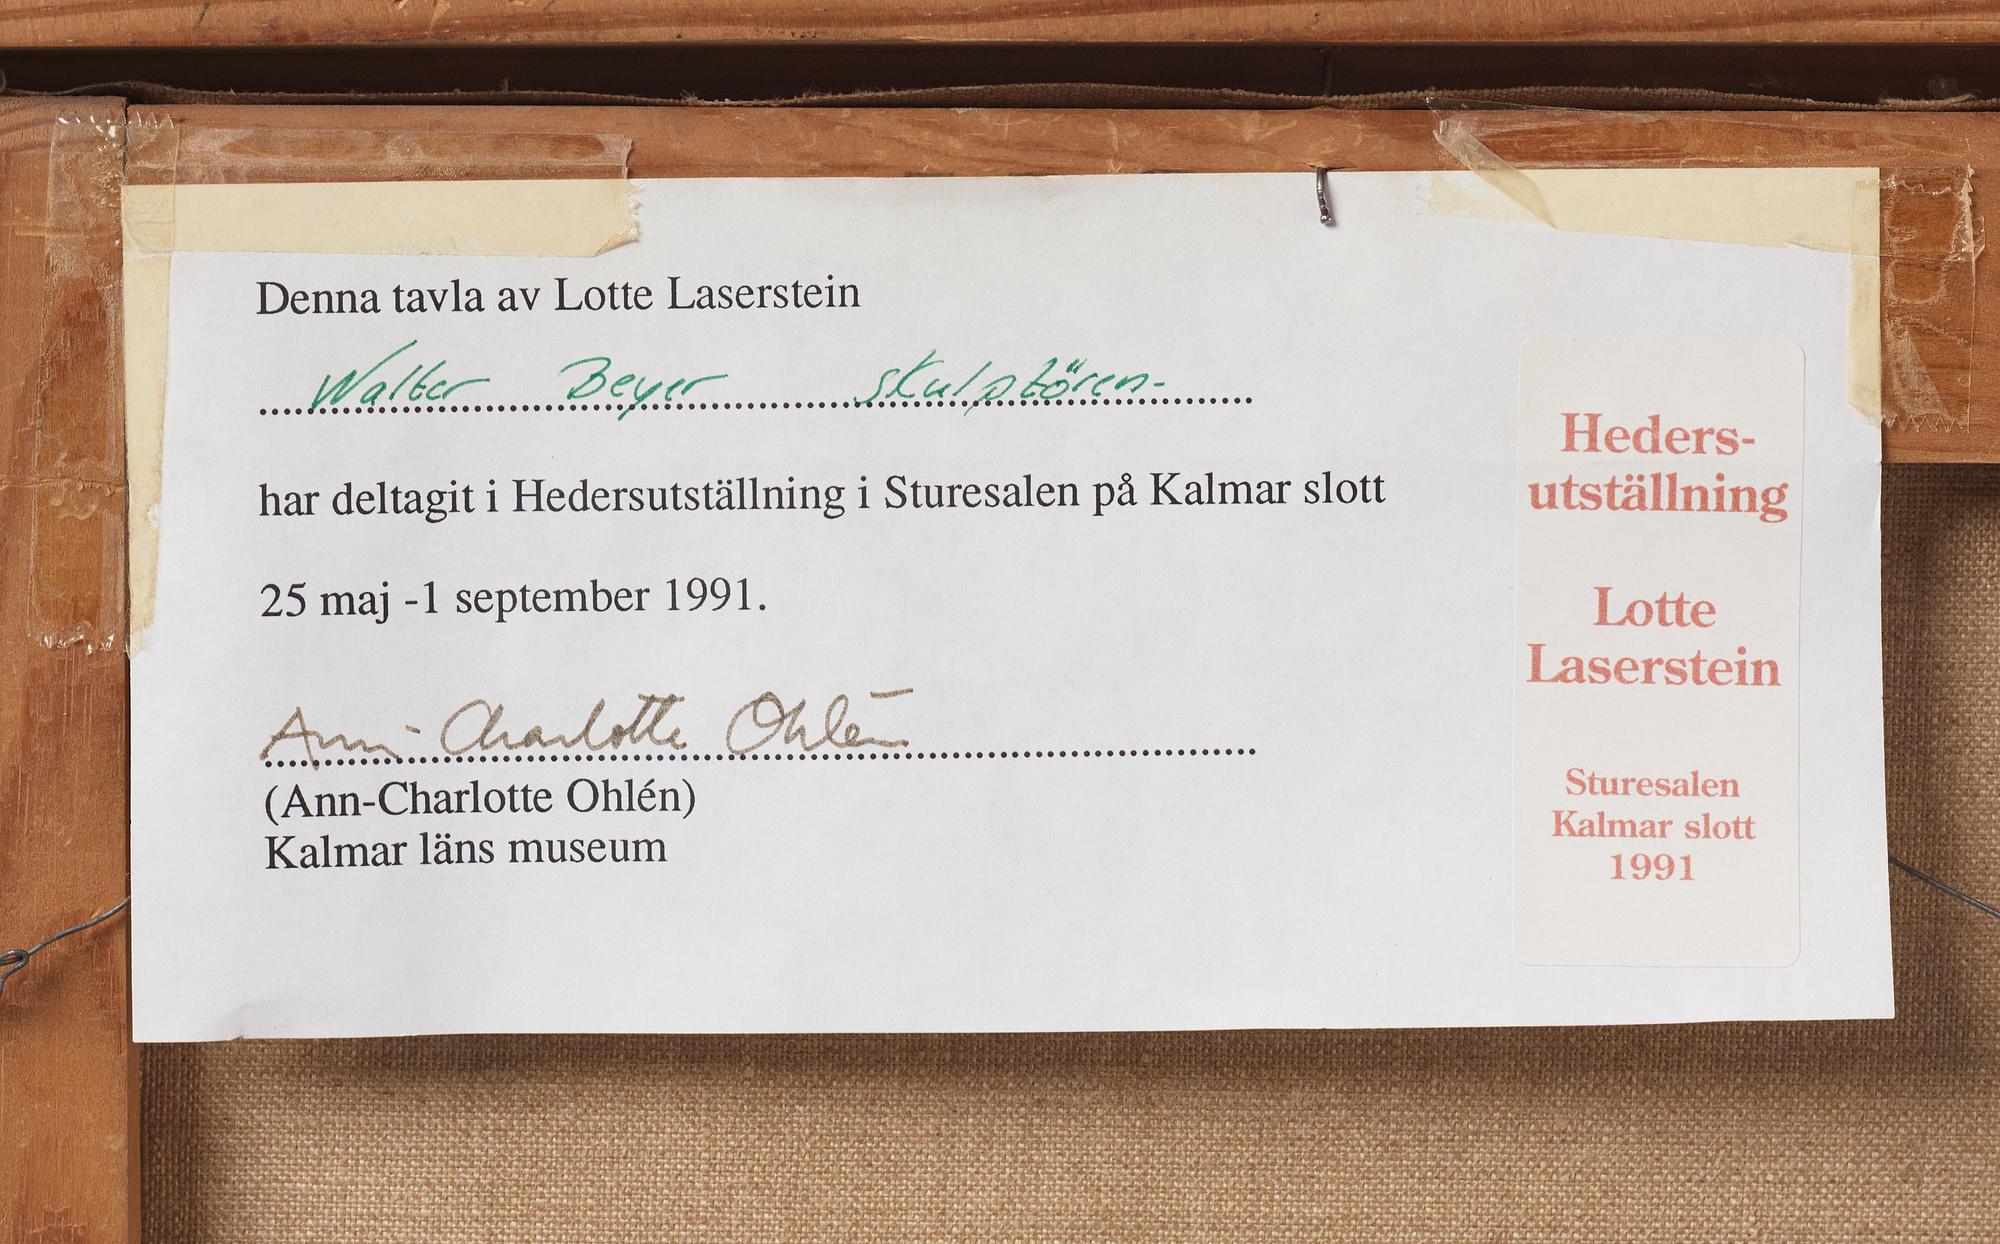 Denna tavla av Lotte Laserstein
Walter Beyer skulptören-
har deltagit i Hedersutställning i Sturesalen på Kalmar slott
25 maj -1 september 1991.
Ann-Charlotte Ohlén
(Ann-Charlotte Ohlén)
Kalmar läns museum
Heders-
utställning
Lotte
Laserstein
Sturesalen
Kalmar slott
1991